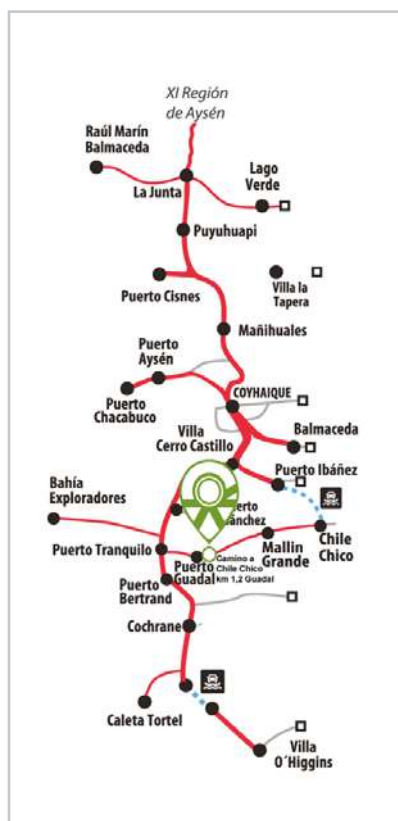 XI Región
de Aysén
Raúl Marín
Balmaceda
La Junta
Lago
Verde
Puyuhuapi
Puerto Cisnes
Villa la
Tapera
Mañihuales
Puerto
Aysén
Puerto
Chacabuco
COYHAIQUE
Villa
Cerro Castillo
Balmaceda
Puerto Ibáñez
Bahía
Exploradores
Puerto Tranquilo
Puerto
Guadal
Camino a
Chile Chico
km 1,2 Guadal
Mallin
Grande
Chile
Chico
Puerto
Bertrand
Cochrane
Caleta Tortel
Villa
O´Higgins